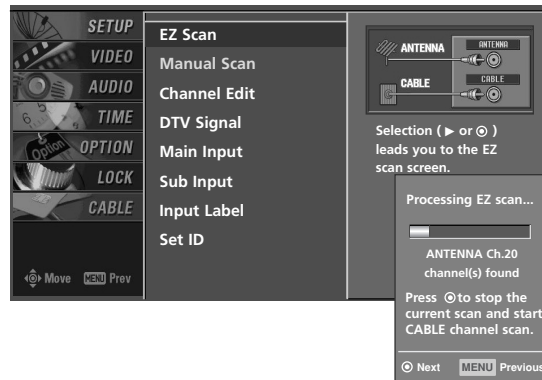 SETUP
VIDEO
AUDIO
TIME
OPTION
LOCK
CABLE
Move MENU Prev
EZ Scan
Manual Scan
Channel Edit
DTV Signal
Main Input
Sub Input
Input Label
Set ID
ANTENNA
ANTENNA
CABLE
CABLE
Selection ( ▶ or ⊙ )
leads you to the EZ
scan screen.
Processing EZ scan...
ANTENNA Ch.20
channel(s) found
Press ⊙to stop the
current scan and start
CABLE channel scan.
⊙ Next MENU Previous